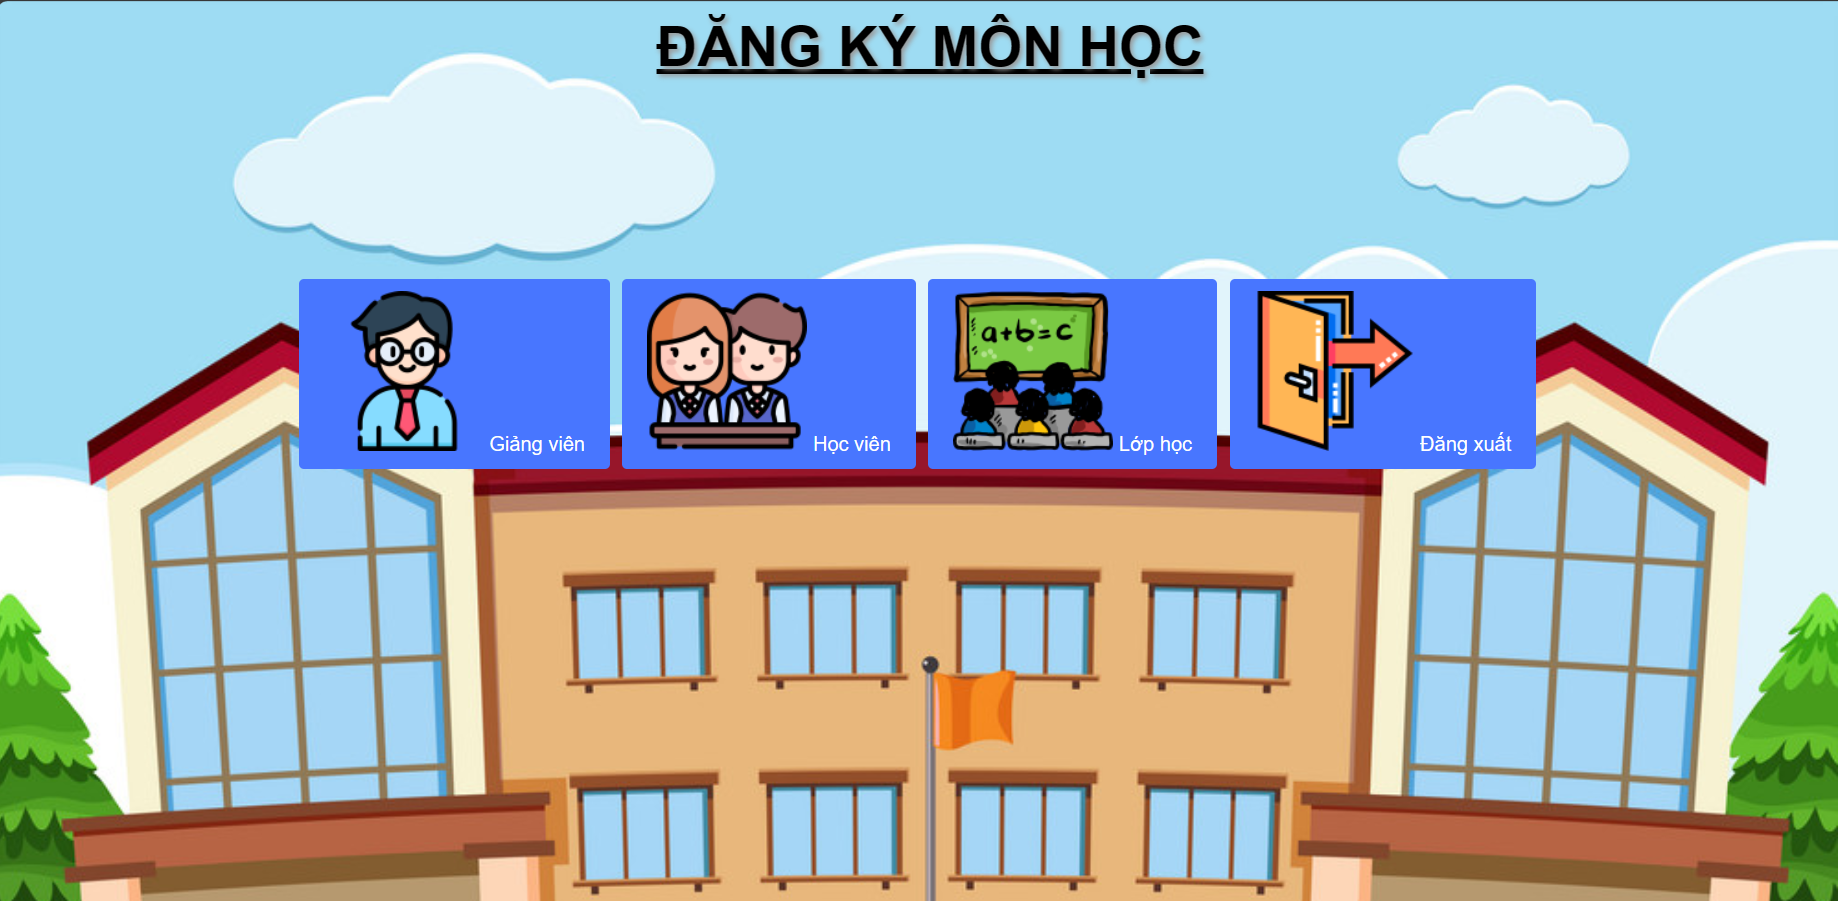 ĐĂNG KÝ MÔN HỌC
a+b=c
Giảng viên
Học viên
Lớp học
Đăng xuất